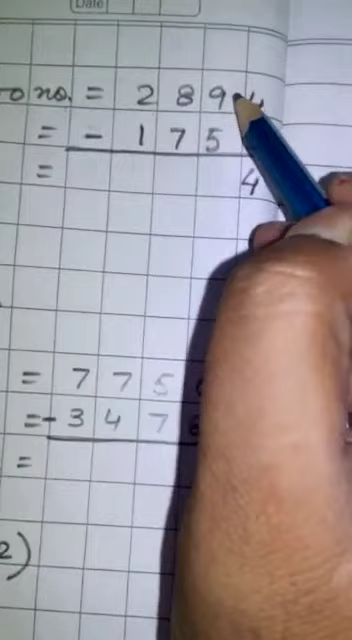 Date
no. = 2 8 9
= - 1 7 5
= 4
= 7 7 5
= - 3 4 7
=
2)